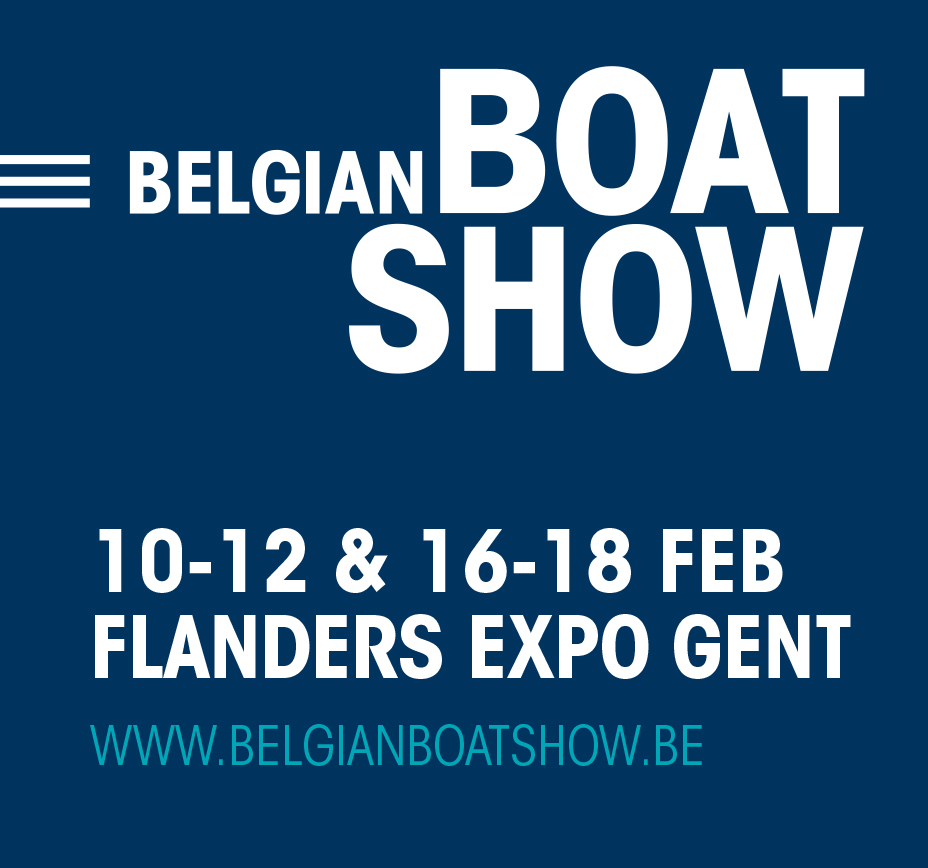 BELGIAN BOAT
SHOW
10-12 & 16-18 FEB
FLANDERS EXPO GENT
WWW.BELGIANBOATSHOW.BE